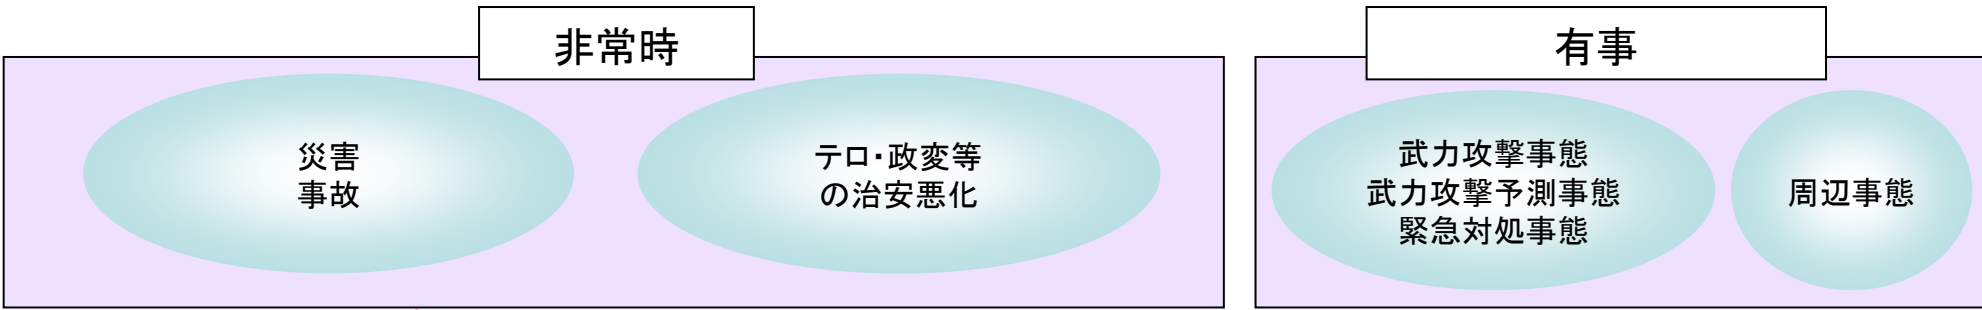 非常時
災害
事故
テロ・政変等
の治安悪化
有事
武力攻撃事態
武力攻撃予測事態
緊急対処事態
周辺事態